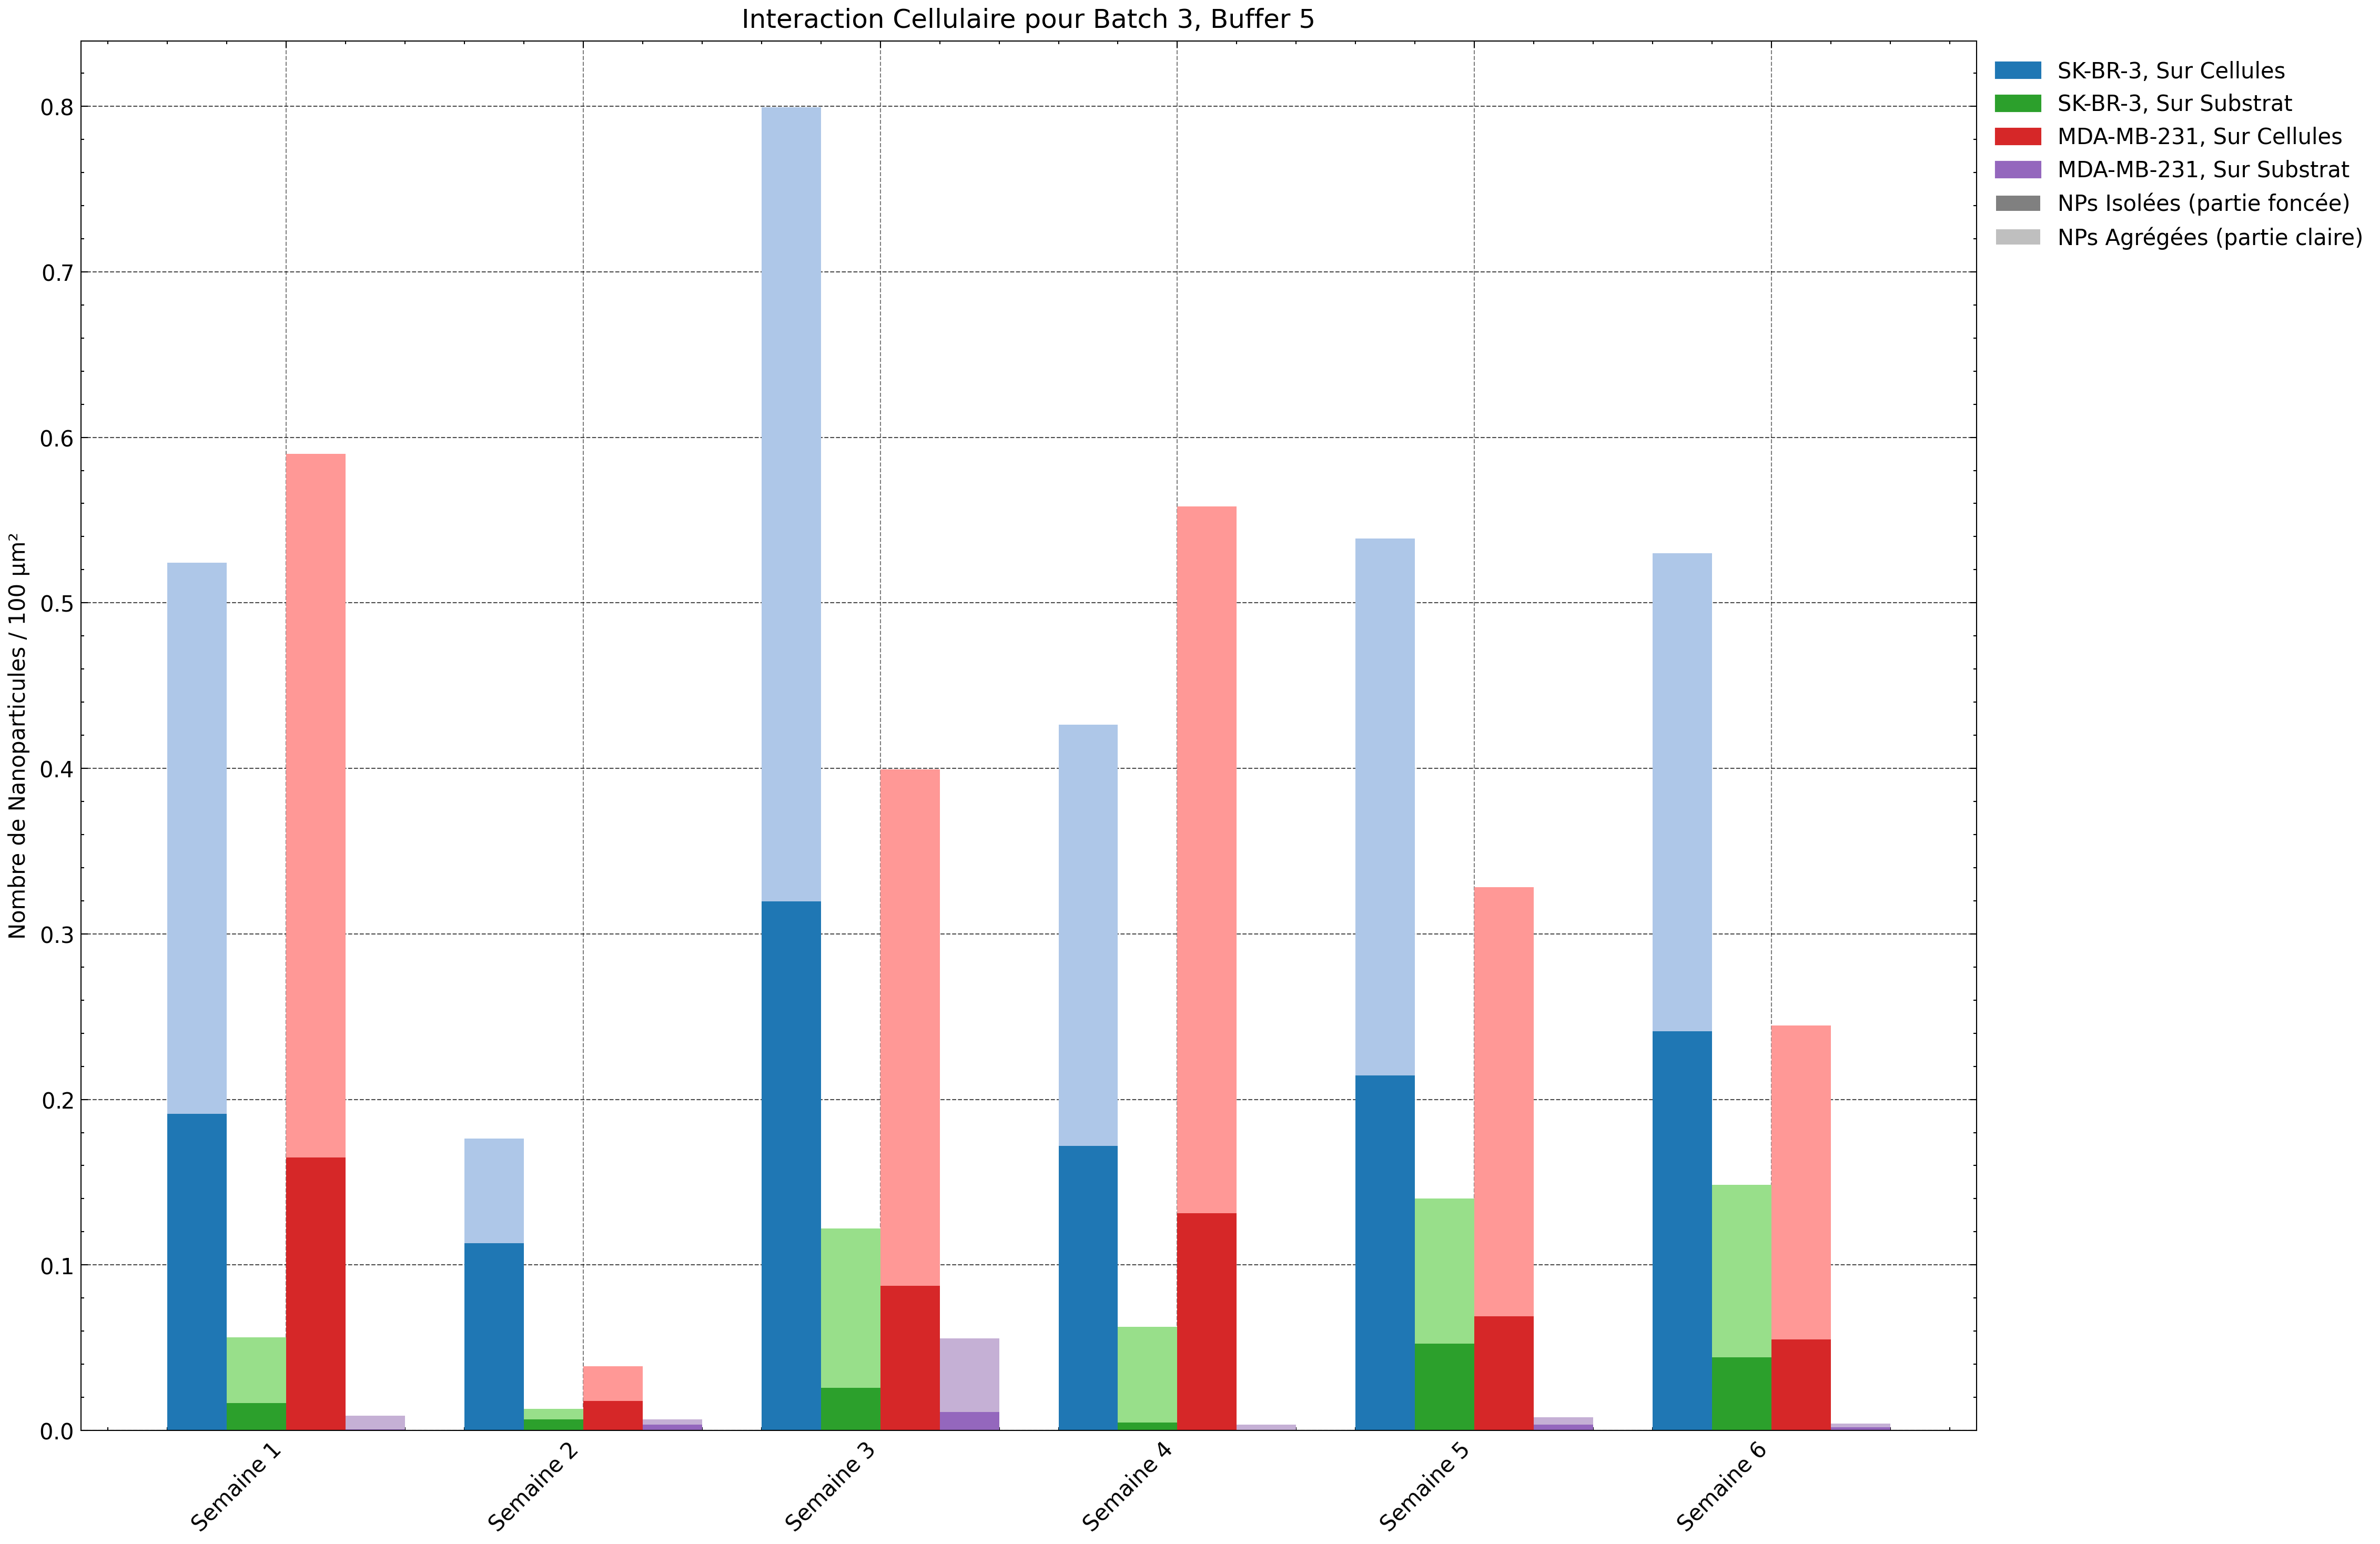 Interaction Cellulaire pour Batch 3, Buffer 5
SK-BR-3, Sur Cellules
SK-BR-3, Sur Substrat
MDA-MB-231, Sur Cellules
MDA-MB-231, Sur Substrat
NPs Isolées (partie foncée)
NPs Agrégées (partie claire)
Nombre de Nanoparticules / 100 µm²
0.8
0.7
0.6
0.5
0.4
0.3
0.2
0.1
0.0
Semaine 1
Semaine 2
Semaine 3
Semaine 4
Semaine 5
Semaine 6